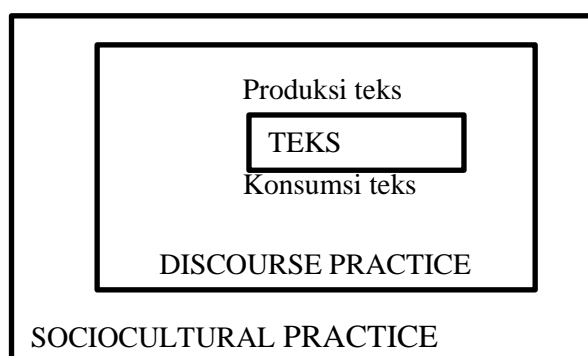 Produksi teks
TEKS
Konsumsi teks
DISCOURSE PRACTICE
SOCIOCULTURAL PRACTICE